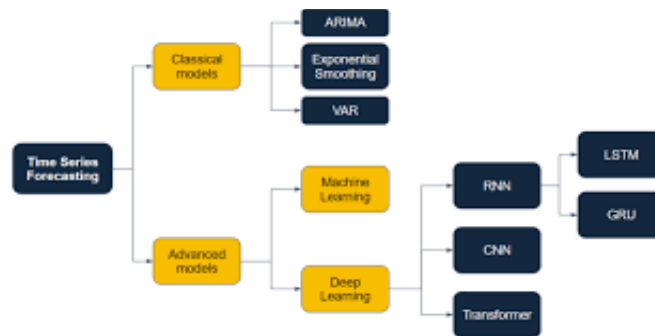 ARIMA
Classical
models
Exponential
Smoothing
VAR
Time Series
Forecasting
Machine
Learning
RNN
LSTM
GRU
Advanced
models
Deep
Learning
CNN
Transformer